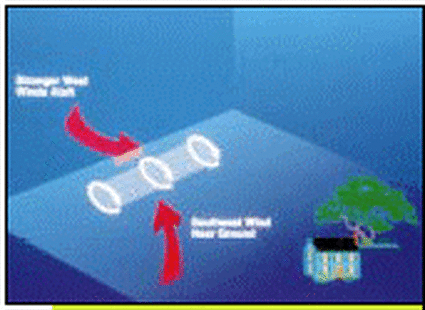 Stronger West
Winds Aloft
Southeast Wind
Near Ground